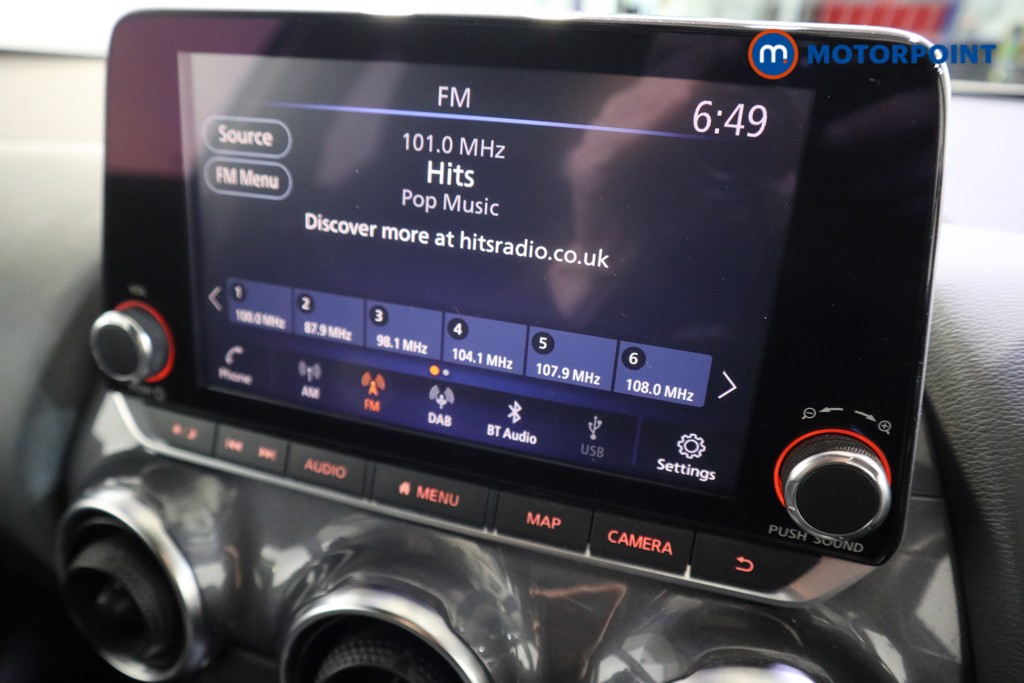 m. MOTORPOINT
FM
6:49
Source
FM Menu
101.0 MHz
Hits
Pop Music
Discover more at hitsradio.co.uk
1 2 3 4 5 6
100.0 MHz 87.9 MHz 98.1 MHz 104.1 MHz 107.9 MHz 108.0 MHz
Phone AM FM DAB BT Audio USB Settings
VOL
AUDIO MENU MAP CAMERA
PUSH SOUND